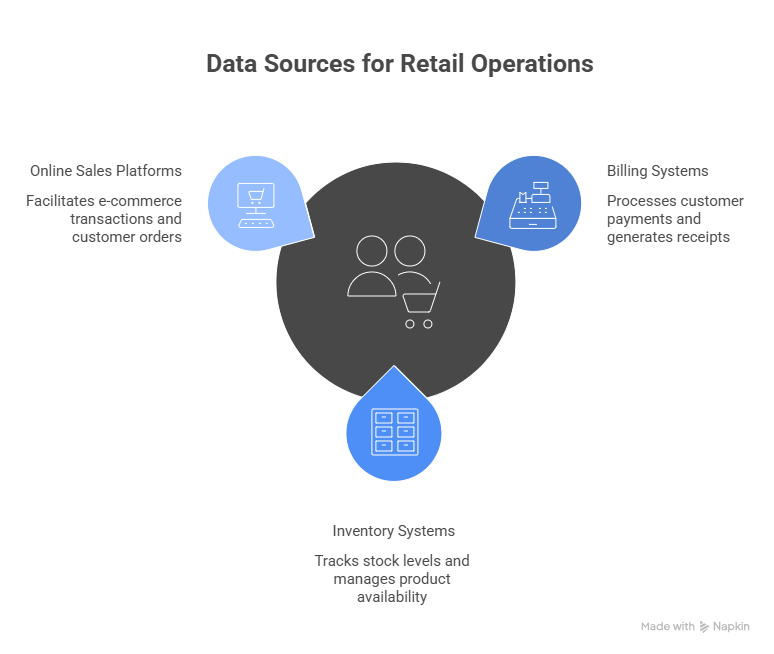 Data Sources for Retail Operations
Online Sales Platforms
Facilitates e-commerce
transactions and
customer orders
Billing Systems
Processes customer
payments and
generates receipts
Inventory Systems
Tracks stock levels and
manages product
availability
Made with Napkin